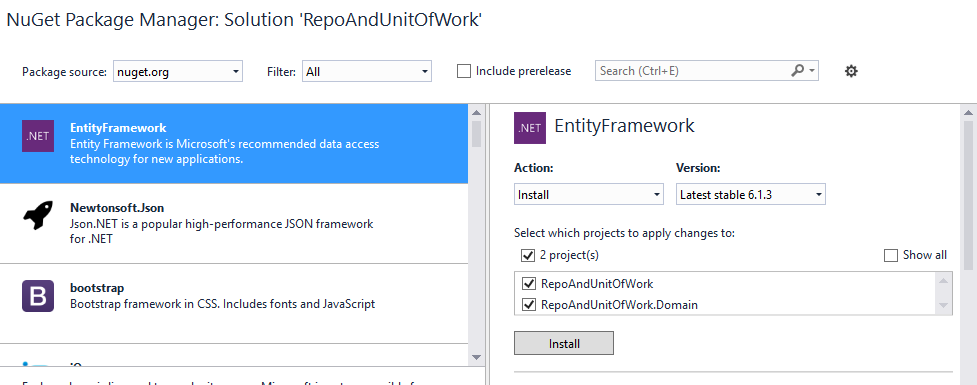 NuGet Package Manager: Solution 'RepoAndUnitOfWork'
Package source: nuget.org Filter: All Include prerelease Search (Ctrl+E)
.NET
EntityFramework
Entity Framework is Microsoft's recommended data access
technology for new applications.
Newtonsoft.Json
Json.NET is a popular high-performance JSON framework
for .NET
B
bootstrap
Bootstrap framework in CSS. Includes fonts and JavaScript
.NET
EntityFramework
Action: Version:
Install Latest stable 6.1.3
Select which projects to apply changes to:
2 project(s) Show all
RepoAndUnitOfWork
RepoAndUnitOfWork.Domain
Install